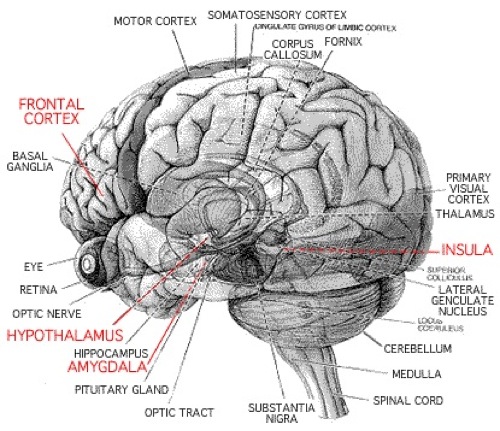 SOMATOSENSORY CORTEX
MOTOR CORTEX
CINGULATE GYRUS OF LIMBIC CORTEX
CORPUS
CALLOSUM
FORNIX
FRONTAL
CORTEX
BASAL
GANGLIA
PRIMARY
VISUAL
CORTEX
THALAMUS
INSULA
EYE
SUPERIOR
COLLICULUS
RETINA
LATERAL
GENCULATE
NUCLEUS
OPTIC NERVE
LOCUS
COERULEUS
HYPOTHALAMUS
HIPPOCAMPUS
CEREBELLUM
AMYGDALA
MEDULLA
PITUITARY GLAND
SPINAL CORD
OPTIC TRACT
SUBSTANTIA
NIGRA